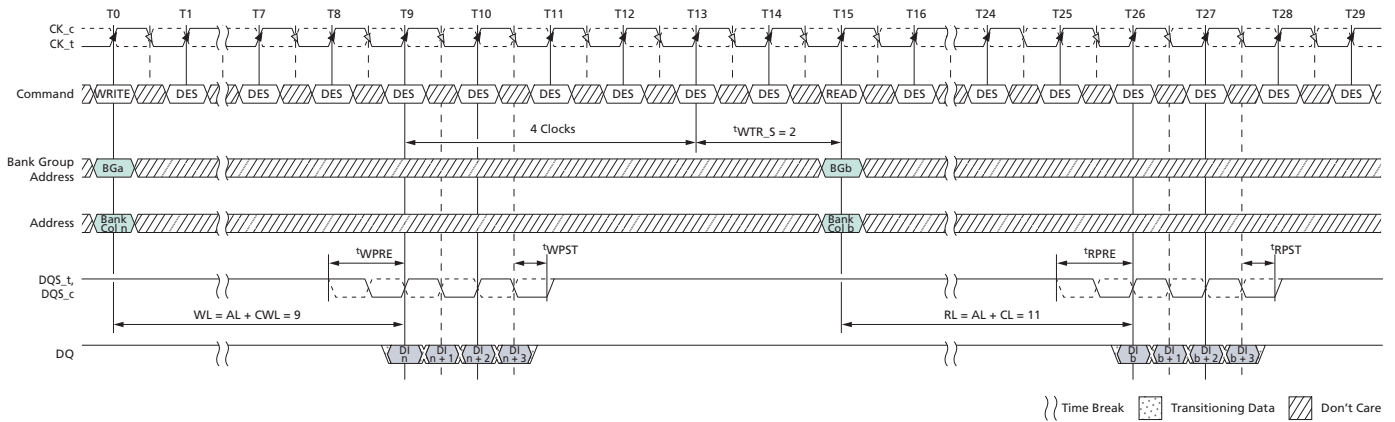 T0 T1 T7 T8 T9 T10 T11 T12 T13 T14 T15 T16 T24 T25 T26 T27 T28 T29
CK_c
CK_t
Command WRITE DES DES DES DES DES DES DES DES DES READ DES DES DES DES DES DES DES
4 Clocks tWTR_S = 2
Bank Group
Address BGa BGb
Address Bank
Col n Bank
Col b
tWPRE tWPST tRPRE tRPST
DQS_t,
DQS_c
WL = AL + CWL = 9 RL = AL + CL = 11
DQ DI
n DI
n + 1 DI
n + 2 DI
n + 3 DI
b DI
b + 1 DI
b + 2 DI
b + 3
Time Break Transitioning Data Don't Care